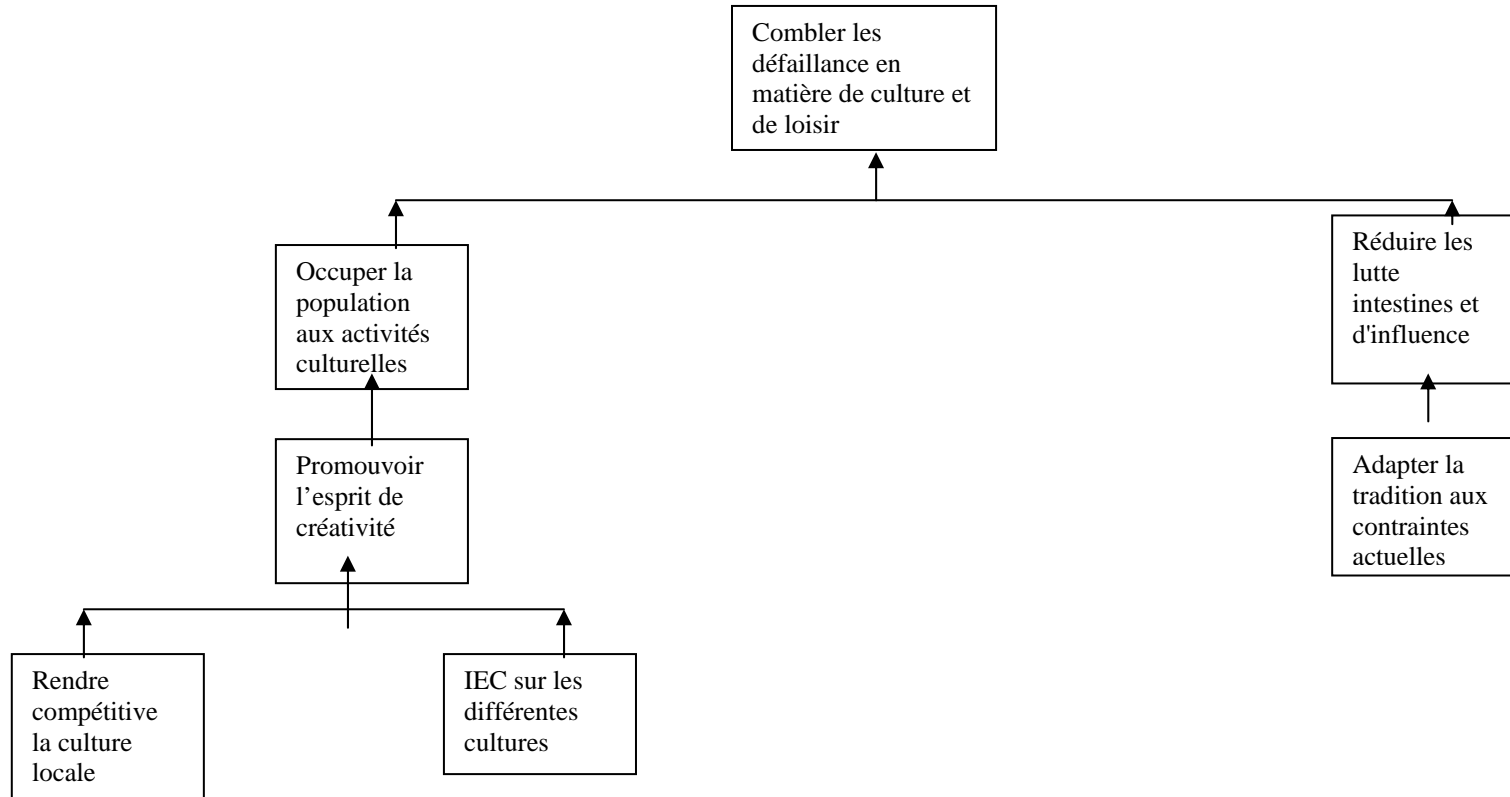 Combler les
défaillance en
matière de culture et
de loisir
Occuper la
population
aux activités
culturelles
Réduire les
lutte
intestines et
d'influence
Promouvoir
l’esprit de
créativité
Adapter la
tradition aux
contraintes
actuelles
Rendre
compétitive
la culture
locale
IEC sur les
différentes
cultures